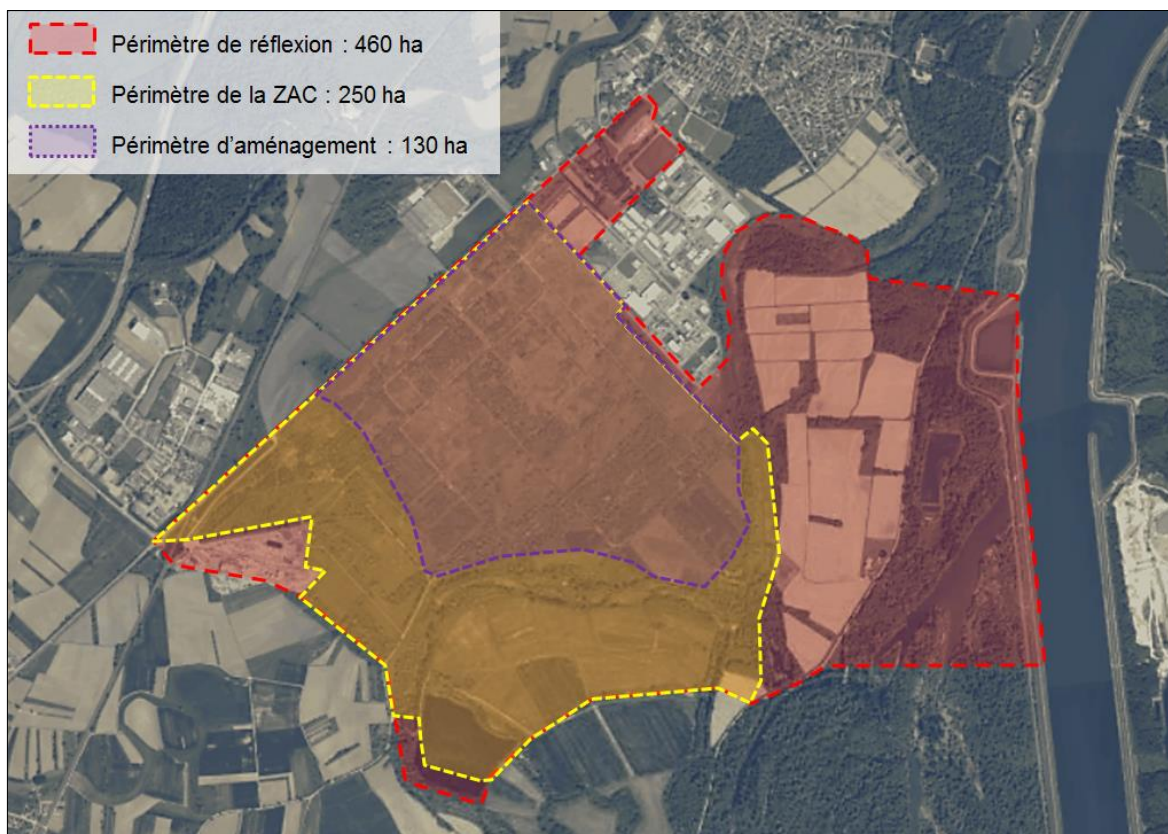 Périmètre de réflexion : 460 ha
Périmètre de la ZAC : 250 ha
Périmètre d'aménagement : 130 ha